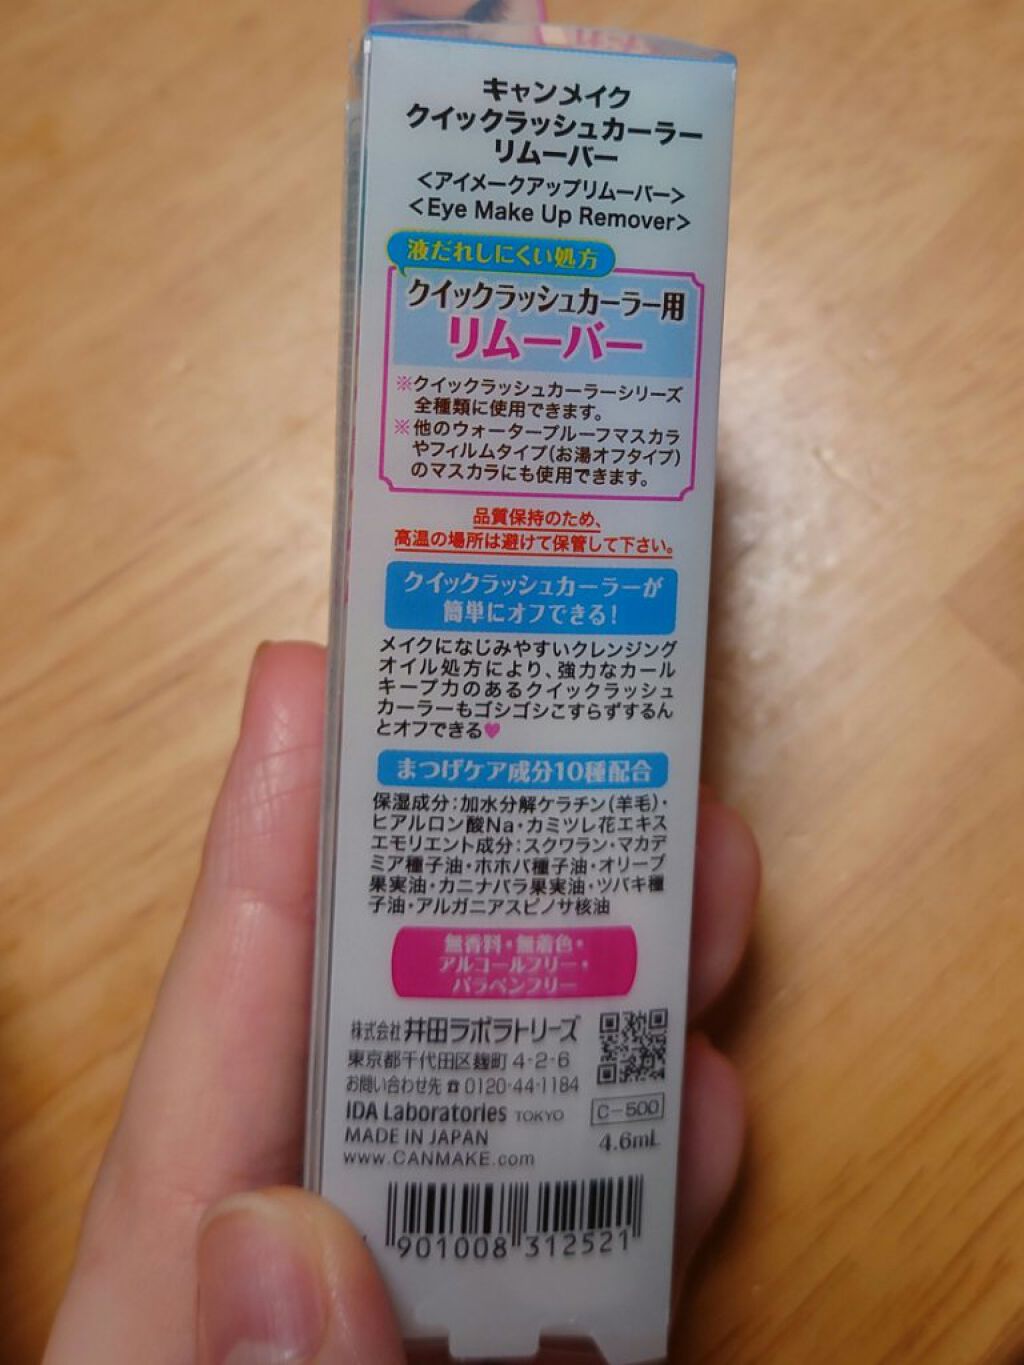 キャンメイク
クイックラッシュカーラー
リムーバー
<アイメークアップリムーバー>
<Eye Make Up Remover>
液だれしにくい処方
クイックラッシュカーラー用
リムーバー
※クイックラッシュカーラーシリーズ
全種類に使用できます。
※他のウォータープルーフマスカラ
やフィルムタイプ(お湯オフタイプ)
のマスカラにも使用できます。
品質保持のため、
高温の場所は避けて保管して下さい。
クイックラッシュカーラーが
簡単にオフできる!
メイクになじみやすいクレンジング
オイル処方により、強力なカール
キープ力のあるクイックラッシュ
カーラーもゴシゴシこすらずするん
とオフできる♥
まつげケア成分10種配合
保湿成分:加水分解ケラチン(羊毛)・
ヒアルロン酸Na・カミツレ花エキス
エモリエント成分:スクワラン・マカデ
ミア種子油・ホホバ種子油・オリーブ
果実油・カニナバラ果実油・ツバキ種
子油・アルガニアスピノサ核油
無香料・無着色・
アルコールフリー・
パラベンフリー
株式会社 井田ラボラトリーズ
東京都千代田区麹町 4-2-6
お問い合わせ先 ☎ 0120-44-1184
IDA Laboratories TOKYO
C-500
MADE IN JAPAN
4.6mL
www.CANMAKE.com
901008 312521